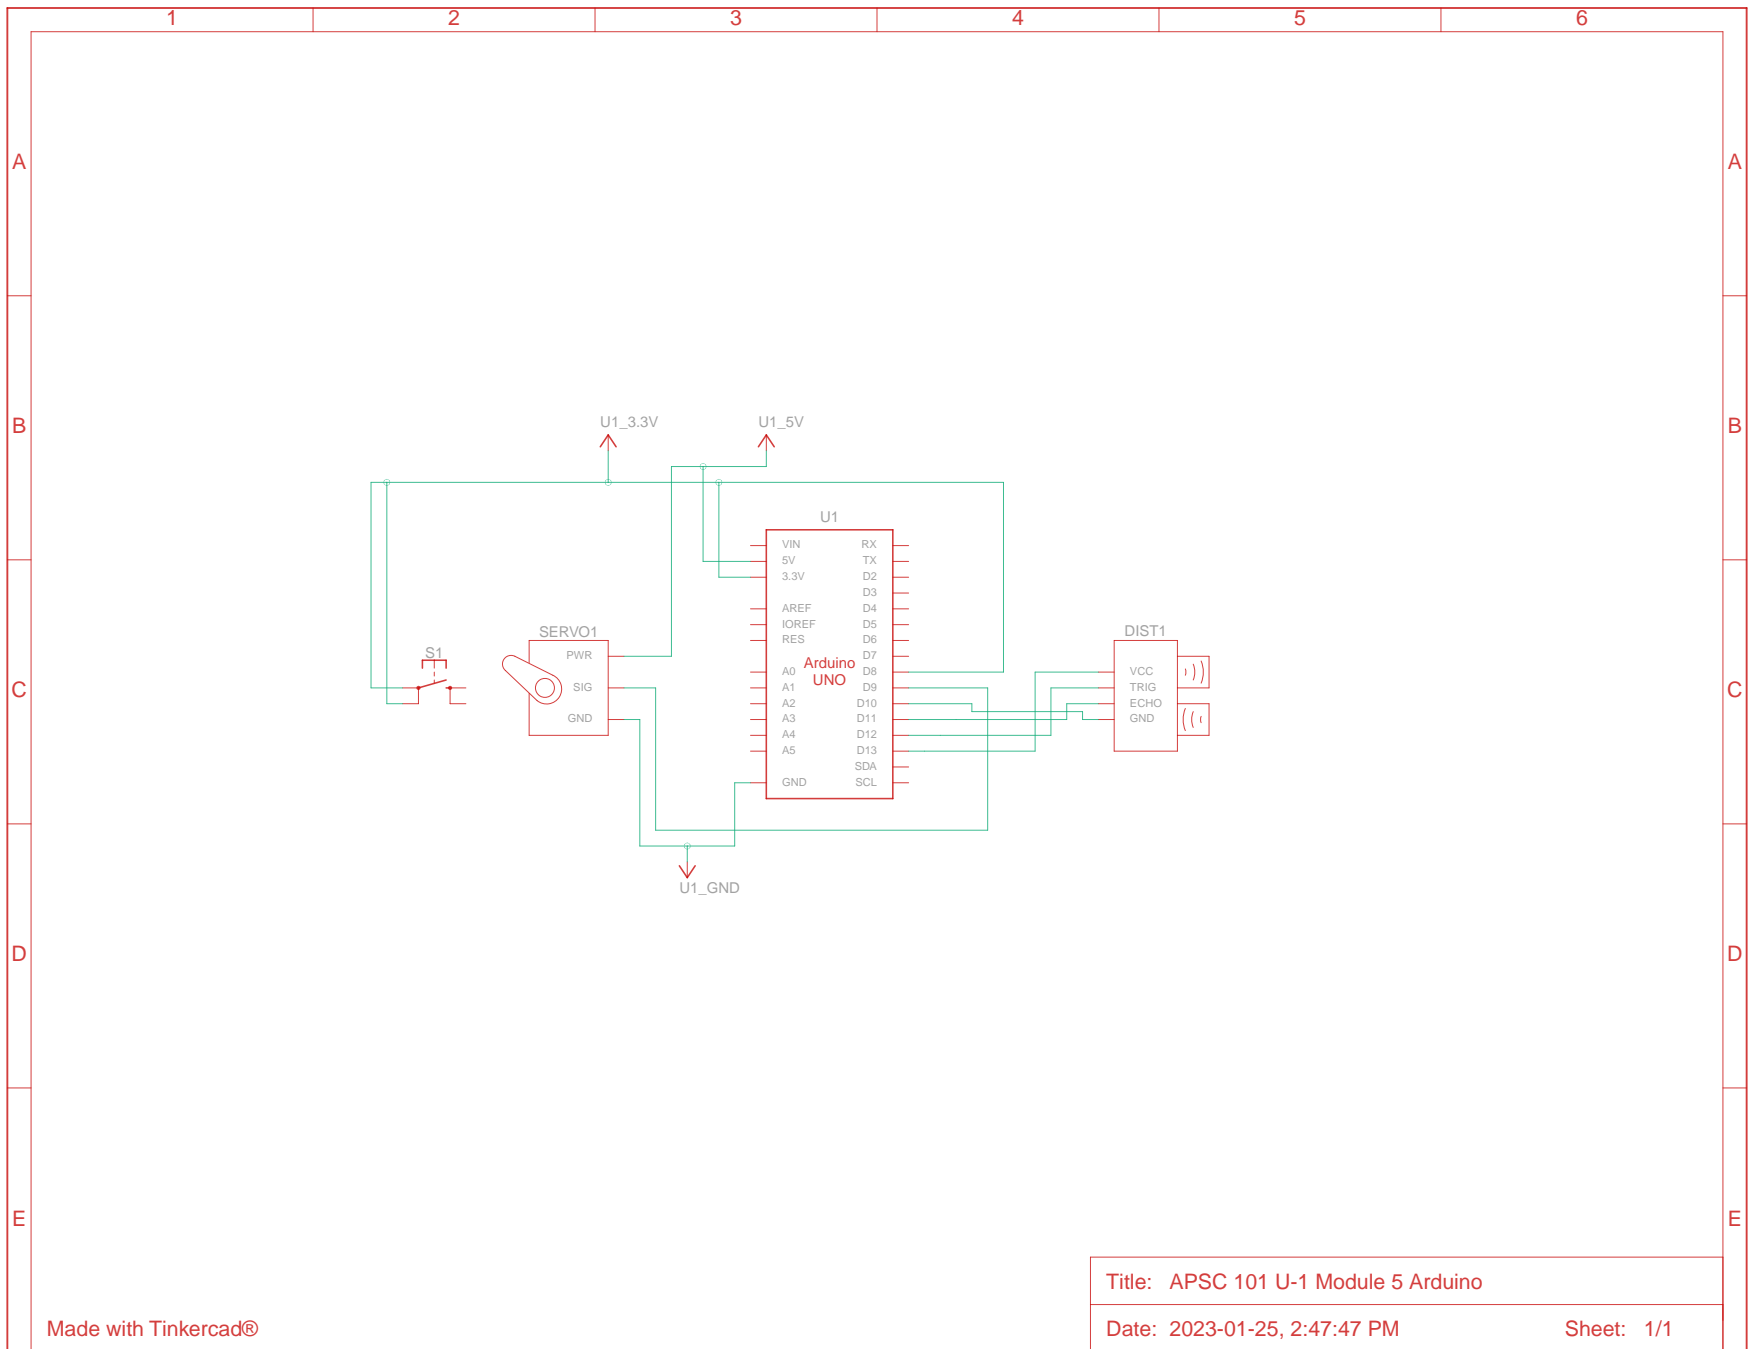 1 2 3 4 5 6
A A
B B
U1_3.3V U1_5V
U1
VIN RX
5V TX
3.3V D2
D3
AREF D4
IOREF D5
RES D6
D7
A0 D8
A1 D9
A2 D10
A3 D11
A4 D12
A5 D13
SDA
GND SCL
Arduino
UNO
SERVO1
PWR
SIG
GND
S1
DIST1
VCC
TRIG
ECHO
GND
C C
U1_GND
D D
E E
Title: APSC 101 U-1 Module 5 Arduino
Made with Tinkercad®
Date: 2023-01-25, 2:47:47 PM Sheet: 1/1